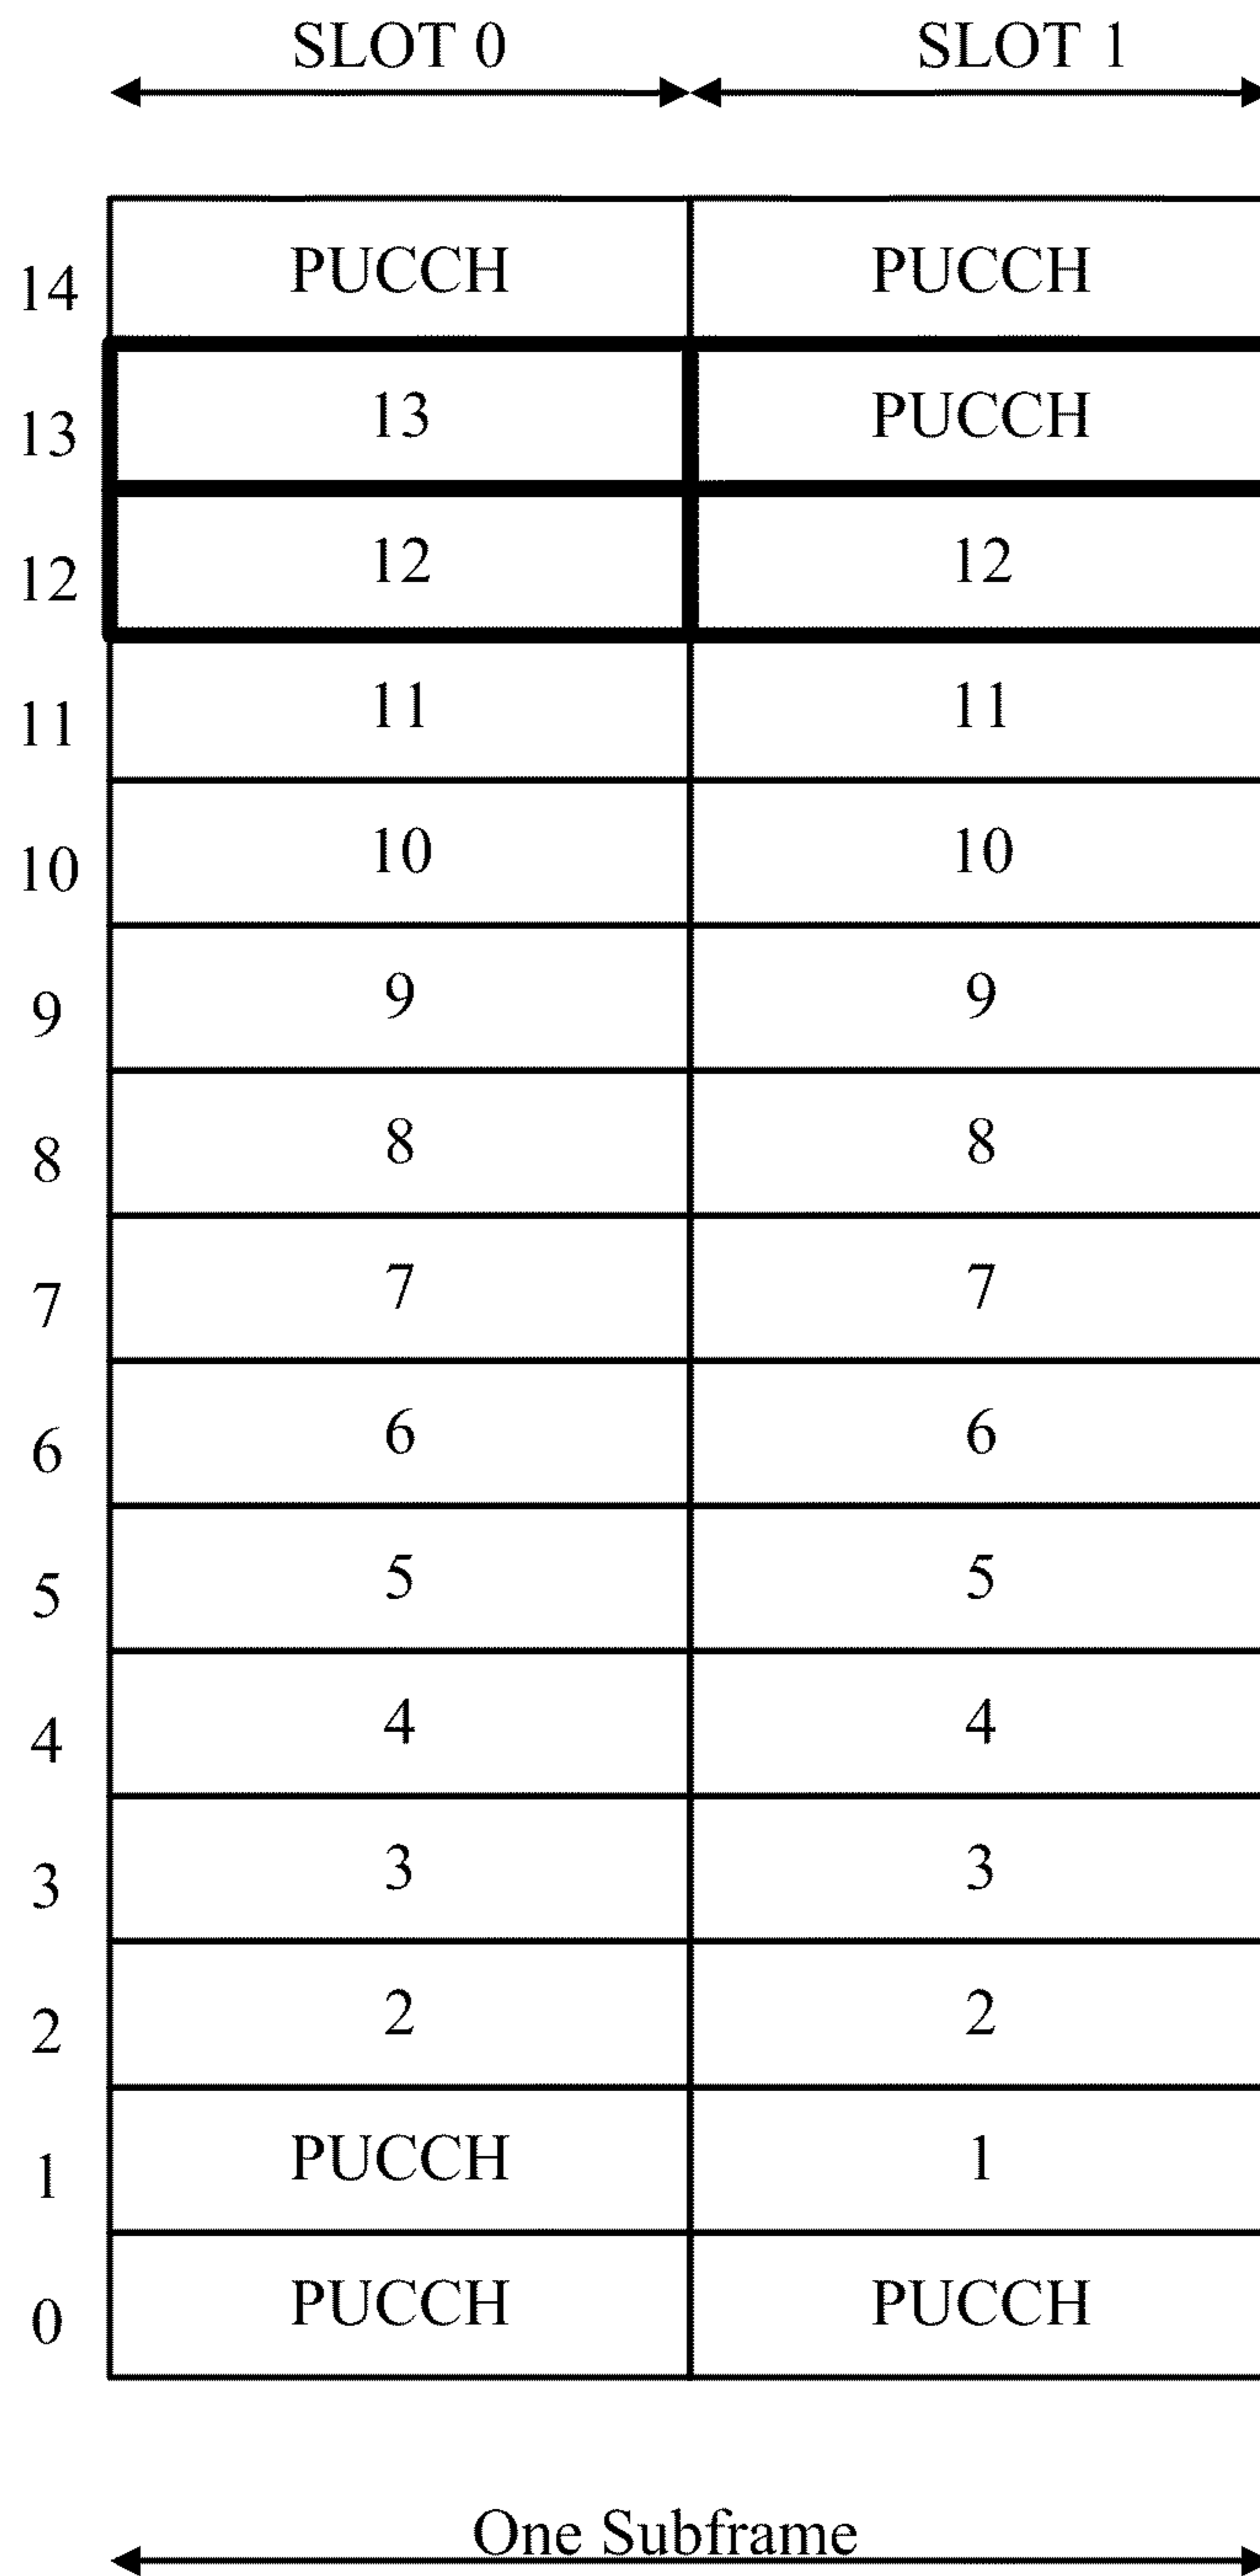 SLOT 0 SLOT 1
14 PUCCH PUCCH
13 13 PUCCH
12 12 12
11 11 11
10 10 10
9 9 9
8 8 8
7 7 7
6 6 6
5 5 5
4 4 4
3 3 3
2 2 2
1 PUCCH 1
0 PUCCH PUCCH
One Subframe